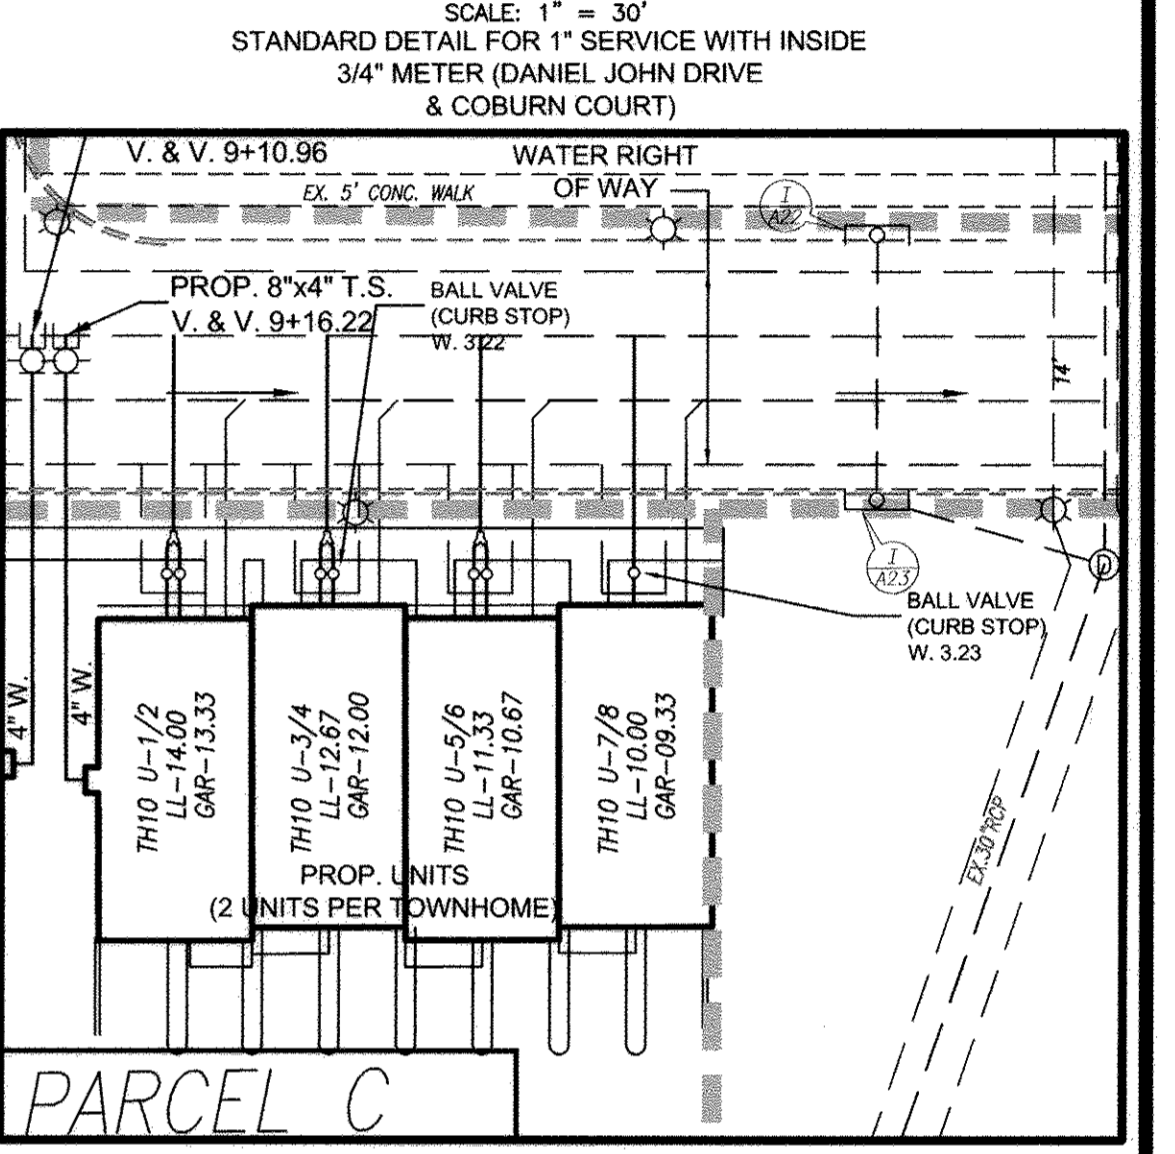 SCALE: 1" = 30'
STANDARD DETAIL FOR 1" SERVICE WITH INSIDE
3/4" METER (DANIEL JOHN DRIVE
& COBURN COURT)
V. & V. 9+10.96
WATER RIGHT
OF WAY
EX. 5' CONC. WALK
I
A22
PROP. 8"x4" T.S.
V. & V. 9+16.22
BALL VALVE
(CURB STOP)
W. 3.22
14'
I
A23
D
BALL VALVE
(CURB STOP)
W. 3.23
4" W.
4" W.
TH10 U-1/2
LL-14.00
GAR-13.33
TH10 U-3/4
LL-12.67
GAR-12.00
TH10 U-5/6
LL-11.33
GAR-10.67
TH10 U-7/8
LL-10.00
GAR-09.33
EX.30"RCP
PROP. UNITS
(2 UNITS PER TOWNHOME)
PARCEL C